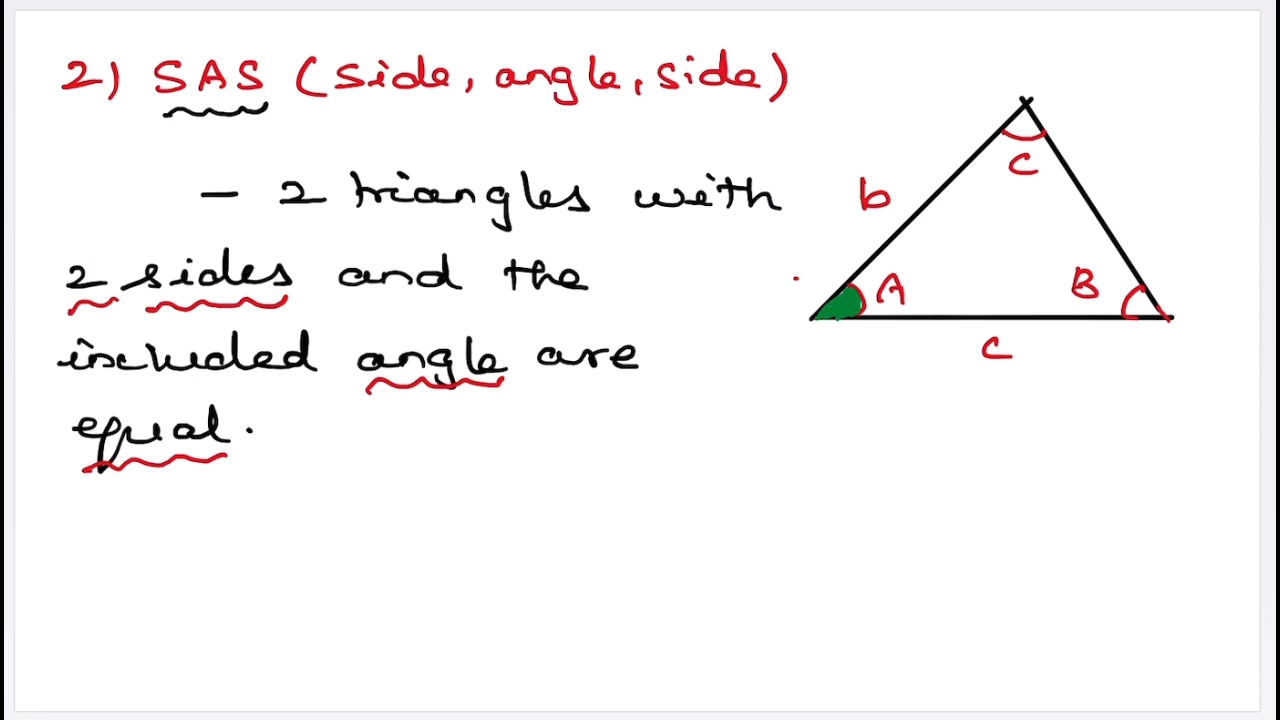 2) SAS (side, angle, side)
- 2 triangles with
2 sides and the
included angle are
equal.
C
b
A
B
c